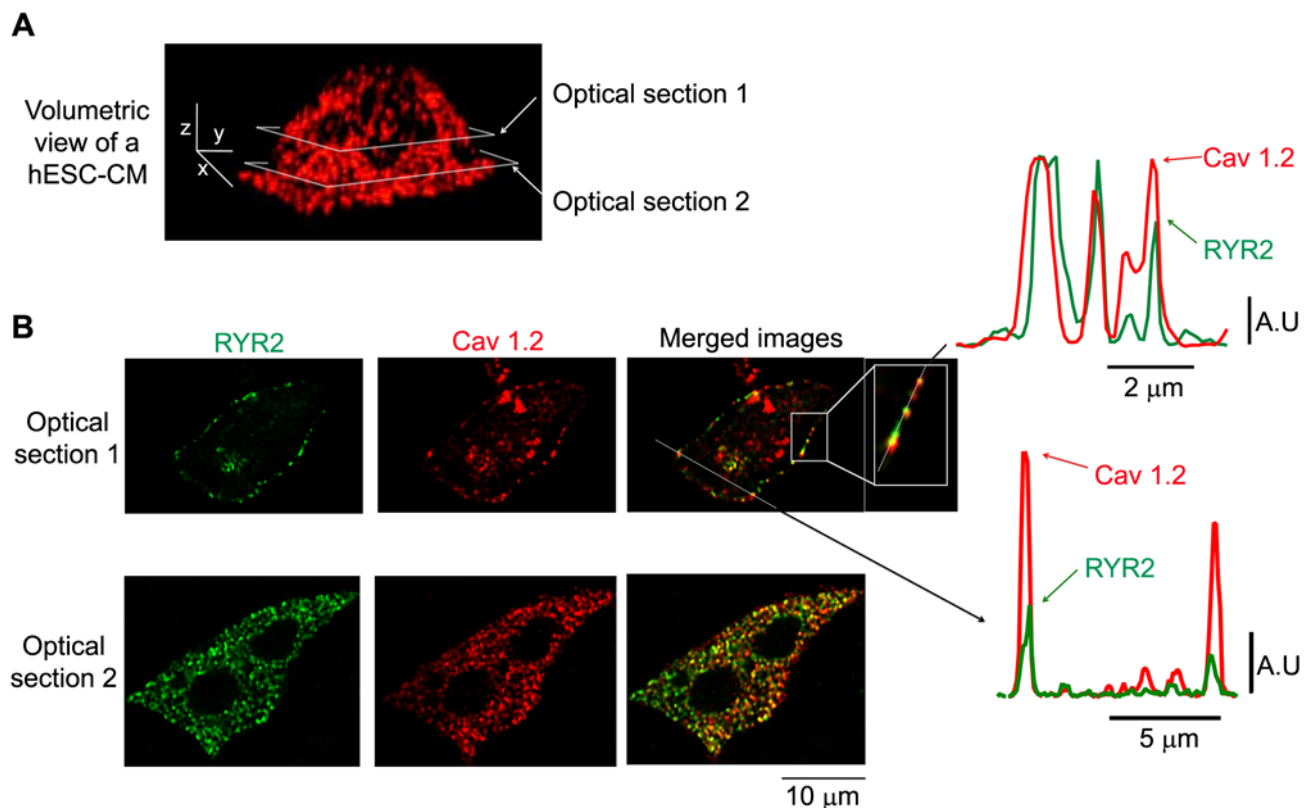 A
Volumetric
view of a
hESC-CM
z
y
x
Optical section 1
Optical section 2
Cav 1.2
RYR2
A.U
2 μm
B
RYR2
Cav 1.2
Merged images
Optical
section 1
Cav 1.2
RYR2
A.U
5 μm
Optical
section 2
10 μm